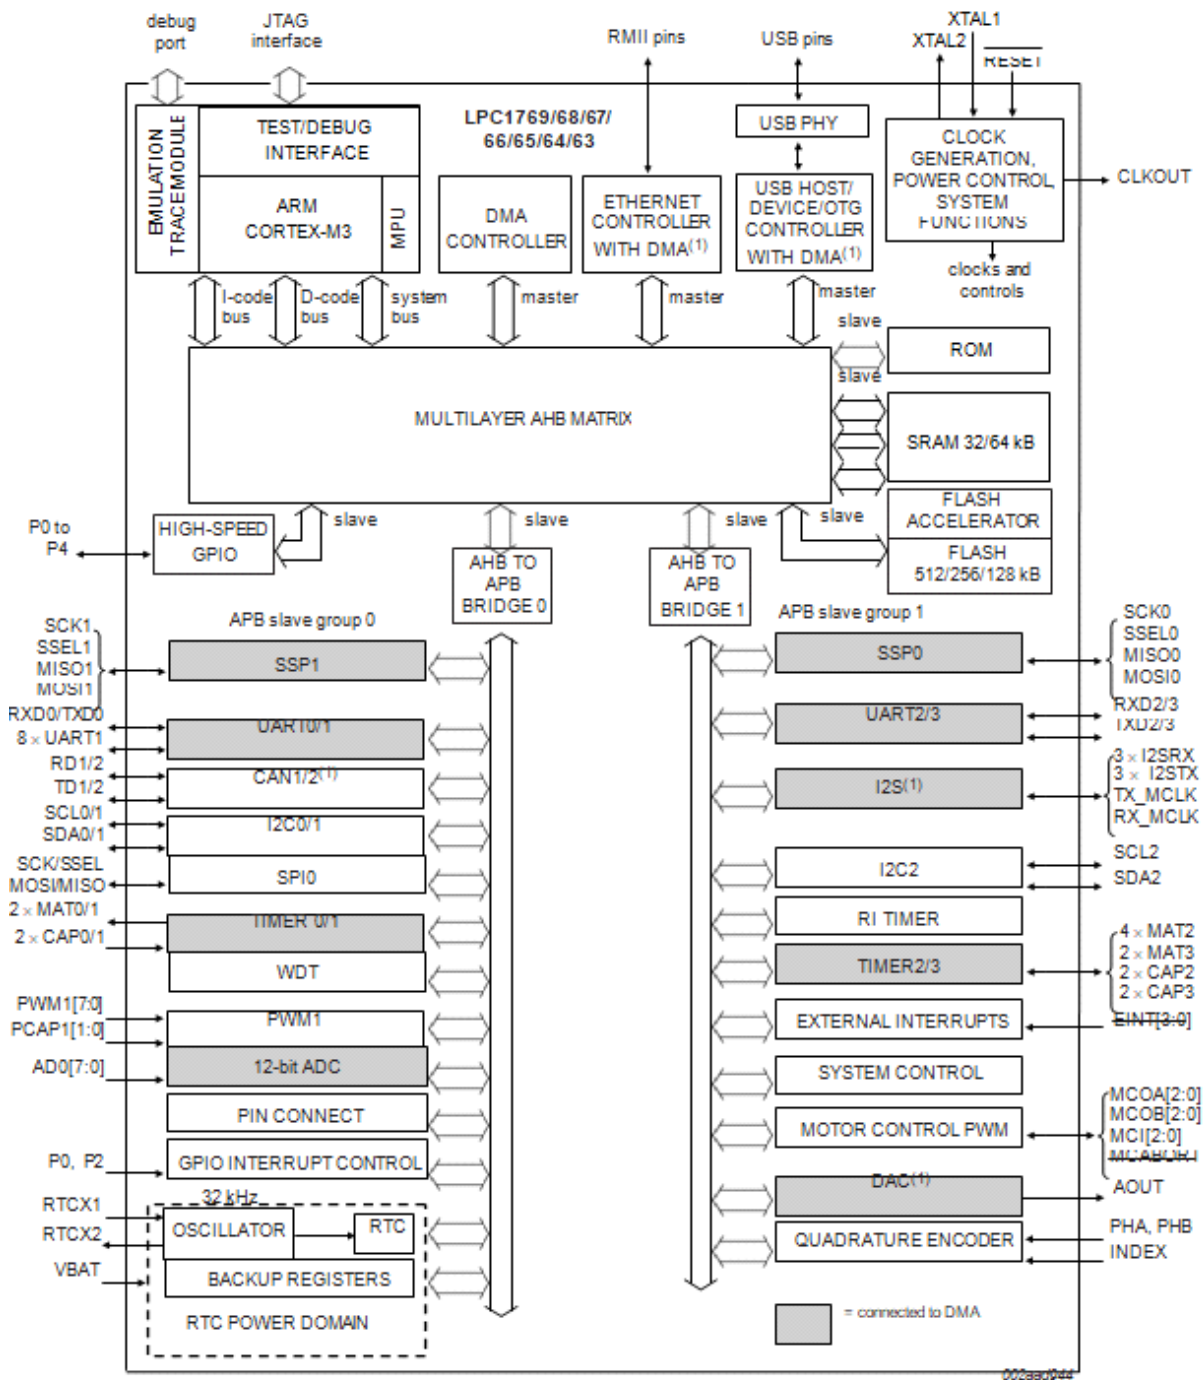 debug
port
JTAG
interface
RMII pins
USB pins
XTAL1
XTAL2
RESET
EMULATION
TRACEMODULE
TEST/DEBUG
INTERFACE
ARM
CORTEX-M3
MPU
LPC1769/68/67/
66/65/64/63
DMA
CONTROLLER
ETHERNET
CONTROLLER
WITH DMA(1)
USB PHY
USB HOST/
DEVICE/OTG
CONTROLLER
WITH DMA(1)
CLOCK
GENERATION,
POWER CONTROL,
SYSTEM
FUNCTIONS
CLKOUT
clocks and
controls
I-code
bus
D-code
bus
system
bus
master
master
master
slave
ROM
slave
MULTILAYER AHB MATRIX
SRAM 32/64 kB
FLASH
ACCELERATOR
FLASH
512/256/128 kB
P0 to
P4
HIGH-SPEED
GPIO
slave
slave
slave
slave
AHB TO
APB
BRIDGE 0
AHB TO
APB
BRIDGE 1
APB slave group 0
APB slave group 1
SCK1
SSEL1
MISO1
MOSI1
SSP1
RXD0/TXD0
8 × UART1
UART0/1
RD1/2
TD1/2
CAN1/2(1)
SCL0/1
SDA0/1
I2C0/1
SCK/SSEL
MOSI/MISO
SPI0
2 × MAT0/1
2 × CAP0/1
TIMER 0/1
WDT
PWM1[7:0]
PCAP1[1:0]
PWM1
AD0[7:0]
12-bit ADC
PIN CONNECT
P0, P2
GPIO INTERRUPT CONTROL
RTCX1
RTCX2
VBAT
32 kHz
OSCILLATOR
RTC
BACKUP REGISTERS
RTC POWER DOMAIN
SSP0
SCK0
SSEL0
MISO0
MOSI0
UART2/3
RXD2/3
TXD2/3
I2S(1)
3 × I2SRX
3 × I2STX
TX_MCLK
RX_MCLK
I2C2
SCL2
SDA2
RI TIMER
TIMER2/3
4 × MAT2
2 × MAT3
2 × CAP2
2 × CAP3
EXTERNAL INTERRUPTS
EINT[3:0]
SYSTEM CONTROL
MOTOR CONTROL PWM
MCOA[2:0]
MCOB[2:0]
MCI[2:0]
MCABORT
DAC(1)
AOUT
QUADRATURE ENCODER
PHA, PHB
INDEX
= connected to DMA
002aad944